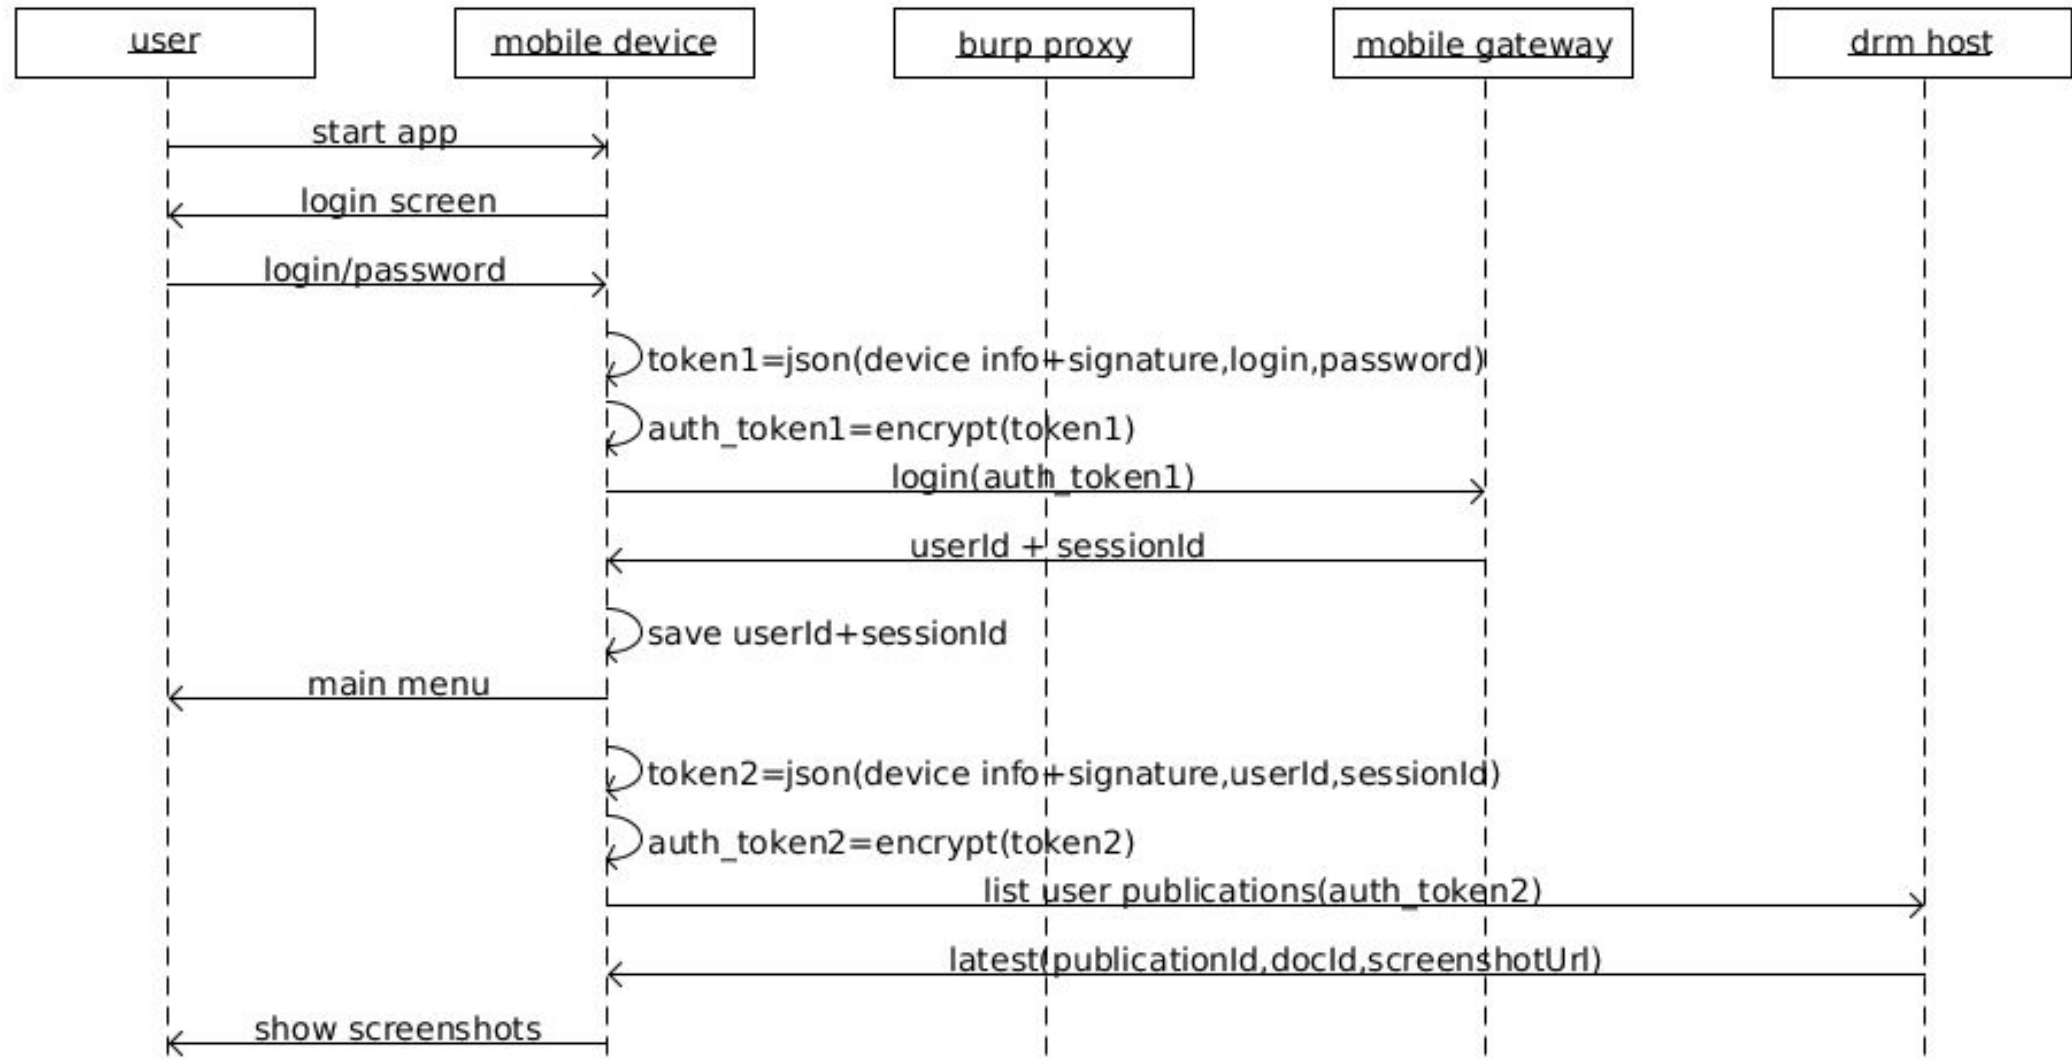 user
mobile device
burp proxy
mobile gateway
drm host
start app
login screen
login/password
token1=json(device info+signature,login,password)
auth_token1=encrypt(token1)
login(auth_token1)
userId + sessionId
save userId+sessionId
main menu
token2=json(device info+signature,userId,sessionId)
auth_token2=encrypt(token2)
list user publications(auth_token2)
latest(publicationId,docId,screenshotUrl)
show screenshots